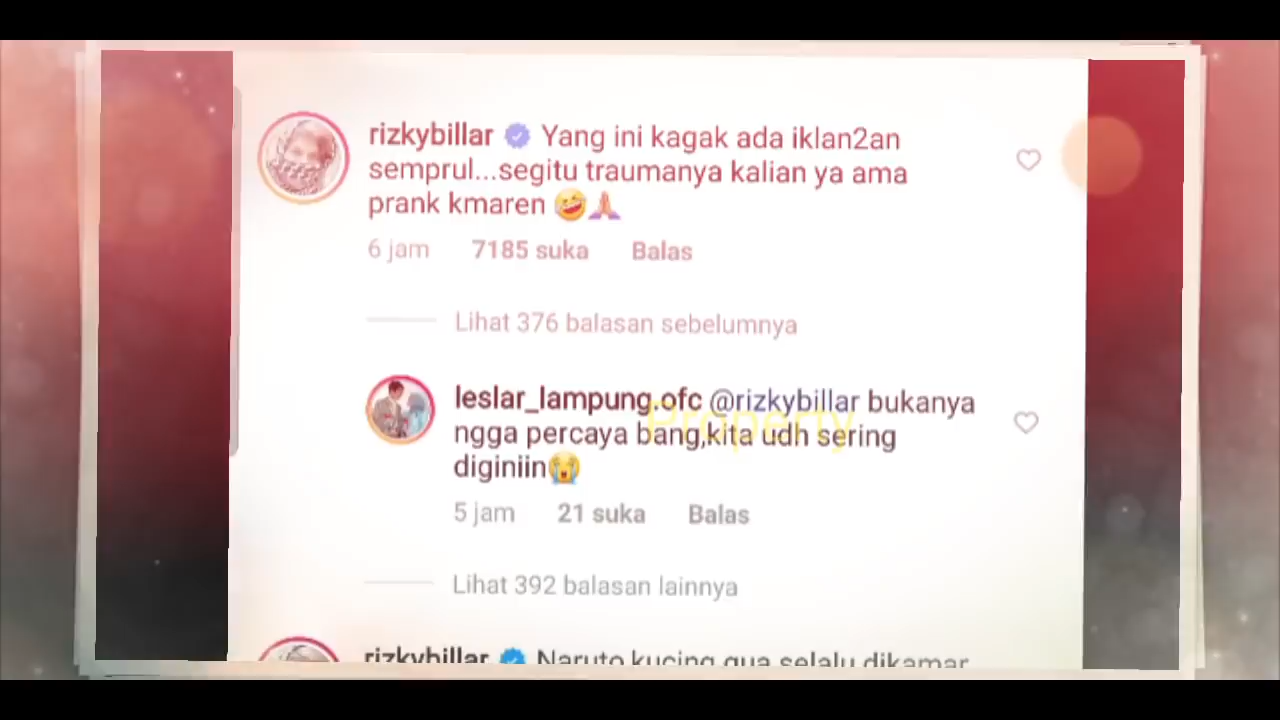 rizkybillar Yang ini kagak ada iklan2an
semprul...segitu traumanya kalian ya ama
prank kmaren 🤣🙏
6 jam 7185 suka Balas
Lihat 376 balasan sebelumnya
leslar_lampung.ofc @rizkybillar bukanya
ngga percaya bang,kita udh sering
diginiin😭
Property
5 jam 21 suka Balas
Lihat 392 balasan lainnya
rizkybillar Naruto kucing gua selalu dikamar